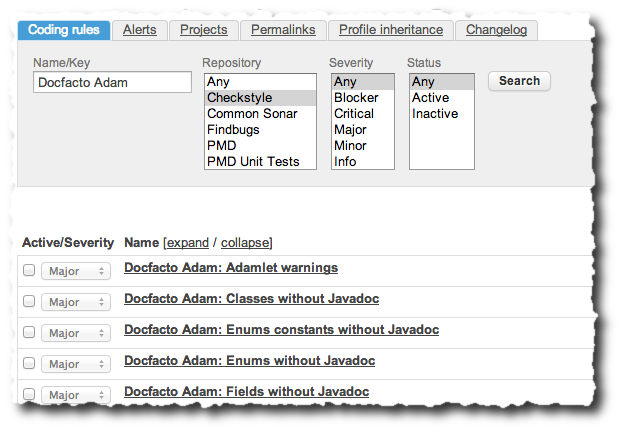 Coding rules Alerts Projects Permalinks Profile inheritance Changelog
Name/Key Repository Severity Status
Docfacto Adam Any Any Any Search
Checkstyle Blocker Active
Common Sonar Critical Inactive
Findbugs Major
PMD Minor
PMD Unit Tests Info
Active/Severity Name [expand / collapse]
Major Docfacto Adam: Adamlet warnings
Major Docfacto Adam: Classes without Javadoc
Major Docfacto Adam: Enums constants without Javadoc
Major Docfacto Adam: Enums without Javadoc
Major Docfacto Adam: Fields without Javadoc